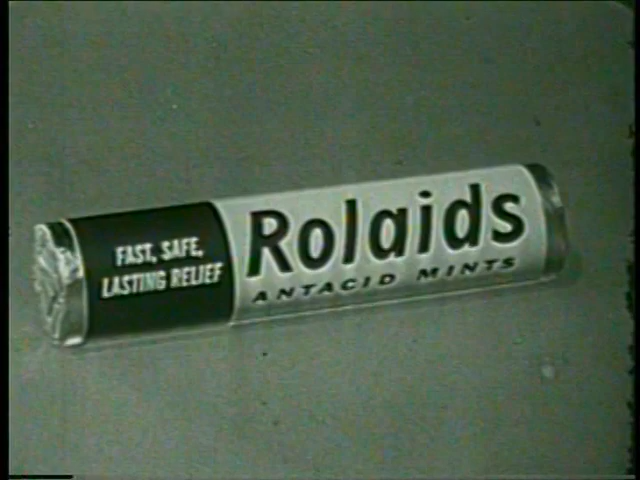 FAST, SAFE,
LASTING RELIEF
Rolaids
ANTACID MINTS